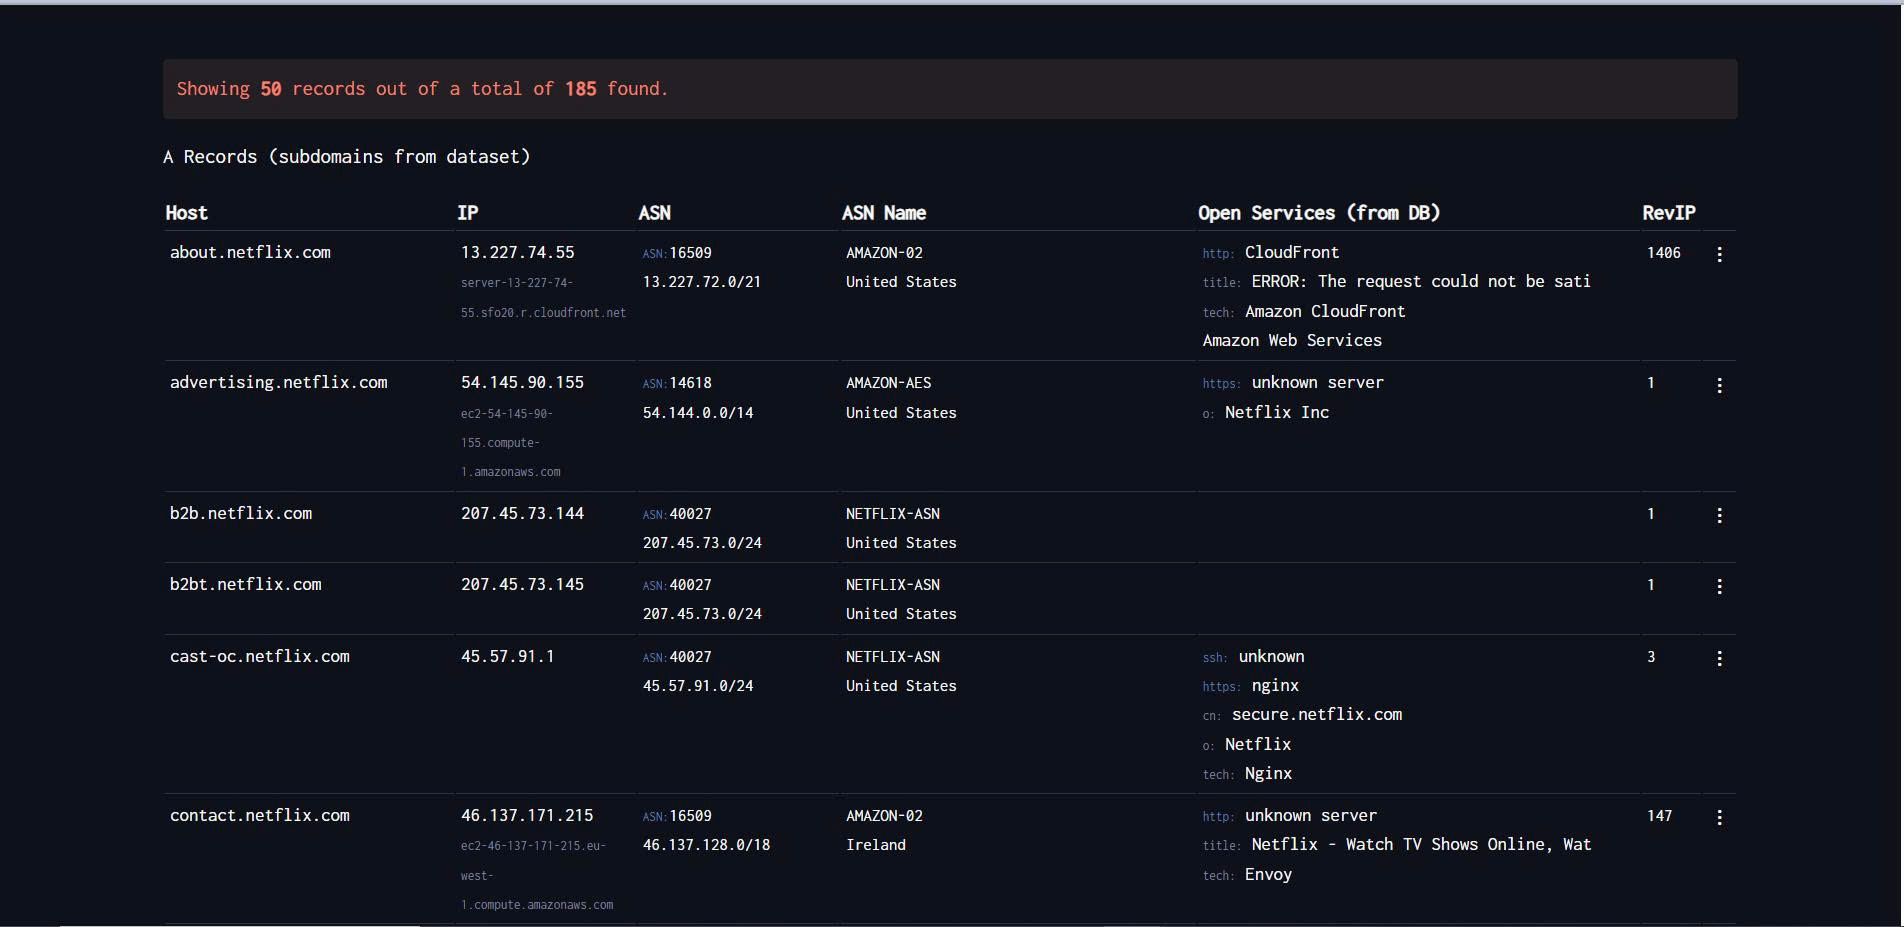 Showing 50 records out of a total of 185 found.
A Records (subdomains from dataset)
Host IP ASN ASN Name Open Services (from DB) RevIP
about.netflix.com 13.227.74.55 ASN:16509 AMAZON-02 http: CloudFront 1406
server-13-227-74- 13.227.72.0/21 United States title: ERROR: The request could not be sati
55.sfo20.r.cloudfront.net tech: Amazon CloudFront
Amazon Web Services
advertising.netflix.com 54.145.90.155 ASN:14618 AMAZON-AES https: unknown server 1
ec2-54-145-90- 54.144.0.0/14 United States o: Netflix Inc
155.compute-
1.amazonaws.com
b2b.netflix.com 207.45.73.144 ASN:40027 NETFLIX-ASN 1
207.45.73.0/24 United States
b2bt.netflix.com 207.45.73.145 ASN:40027 NETFLIX-ASN 1
207.45.73.0/24 United States
cast-oc.netflix.com 45.57.91.1 ASN:40027 NETFLIX-ASN ssh: unknown 3
45.57.91.0/24 United States https: nginx
cn: secure.netflix.com
o: Netflix
tech: Nginx
contact.netflix.com 46.137.171.215 ASN:16509 AMAZON-02 http: unknown server 147
ec2-46-137-171-215.eu- 46.137.128.0/18 Ireland title: Netflix - Watch TV Shows Online, Wat
west- tech: Envoy
1.compute.amazonaws.com